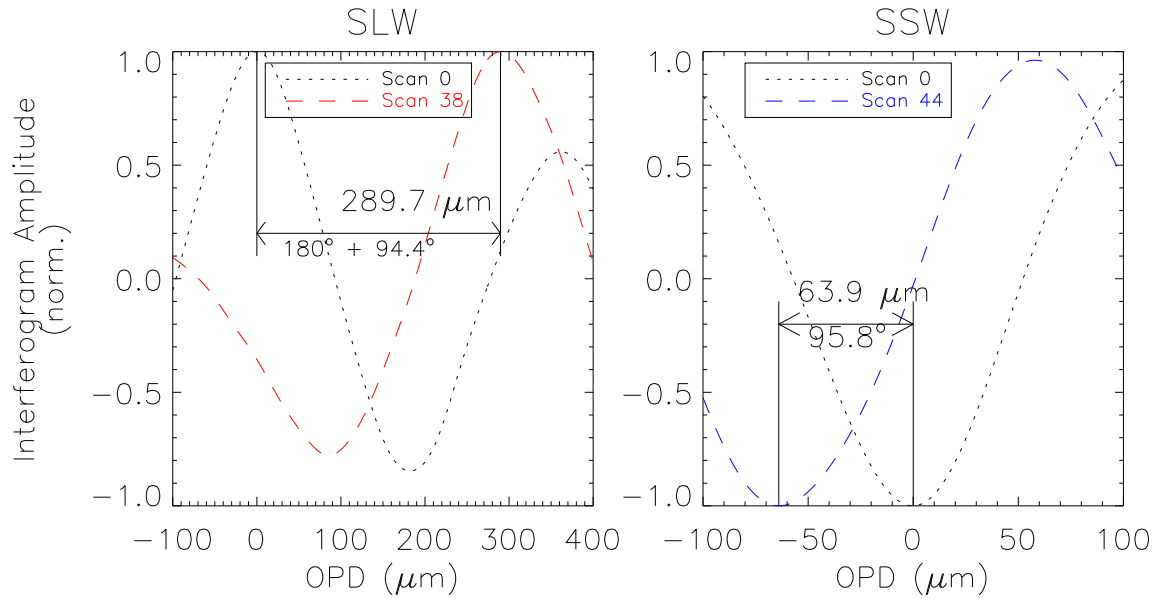 SLW
SSW
Interferogram Amplitude
(norm.)
1.0
0.5
0.0
−0.5
−1.0
Scan 0
Scan 38
289.7 μm
180° + 94.4°
−100 0 100 200 300 400
OPD (μm)
1.0
0.5
0.0
−0.5
−1.0
Scan 0
Scan 44
63.9 μm
95.8°
−100 −50 0 50 100
OPD (μm)